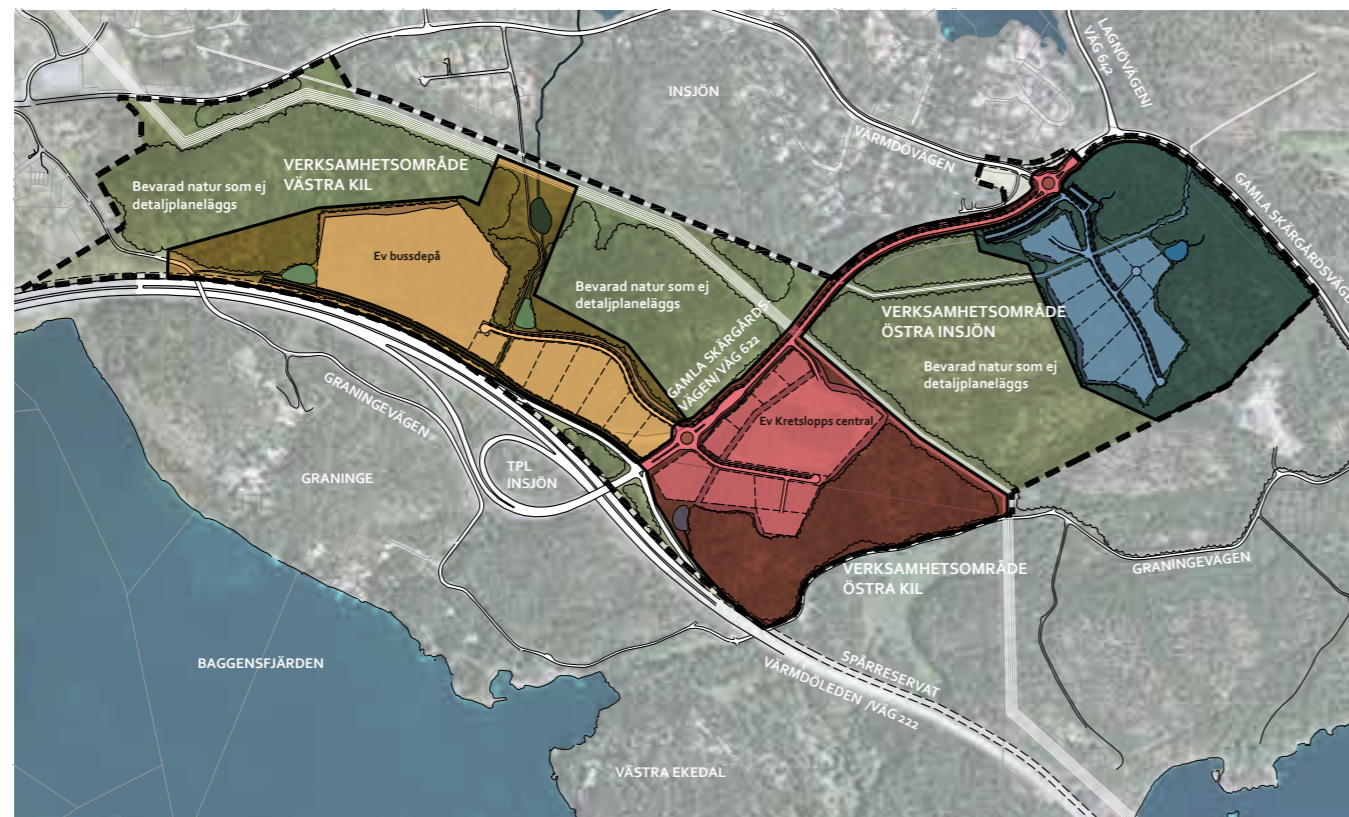 LAGNÖVÄGEN/
VÄG 642
INSJÖN
VÄRMDÖVÄGEN
VERKSAMHETSOMRÅDE
VÄSTRA KIL
Bevarad natur som ej
detaljplaneläggs
GAMLA SKÄRGÅRDSVÄGEN
Ev bussdepå
Bevarad natur som ej
detaljplaneläggs
GAMLA SKÄRGÅRDS
VÄGEN/ VÄG 622
VERKSAMHETSOMRÅDE
ÖSTRA INSJÖN
Bevarad natur som ej
detaljplaneläggs
GRANINGEVÄGEN
Ev Kretslopps central
GRANINGE
TPL
INSJÖN
VERKSAMHETSOMRÅDE
ÖSTRA KIL
GRANINGEVÄGEN
BAGGENSFJÄRDEN
SPÅRRESERVAT
VÄRMDÖLEDEN /VÄG 222
VÄSTRA EKEDAL